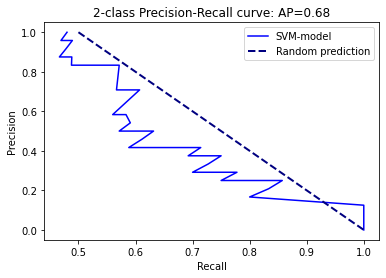 2-class Precision-Recall curve: AP=0.68
SVM-model
Random prediction
Precision
1.0
0.8
0.6
0.4
0.2
0.0
0.5
0.6
0.7
0.8
0.9
1.0
Recall